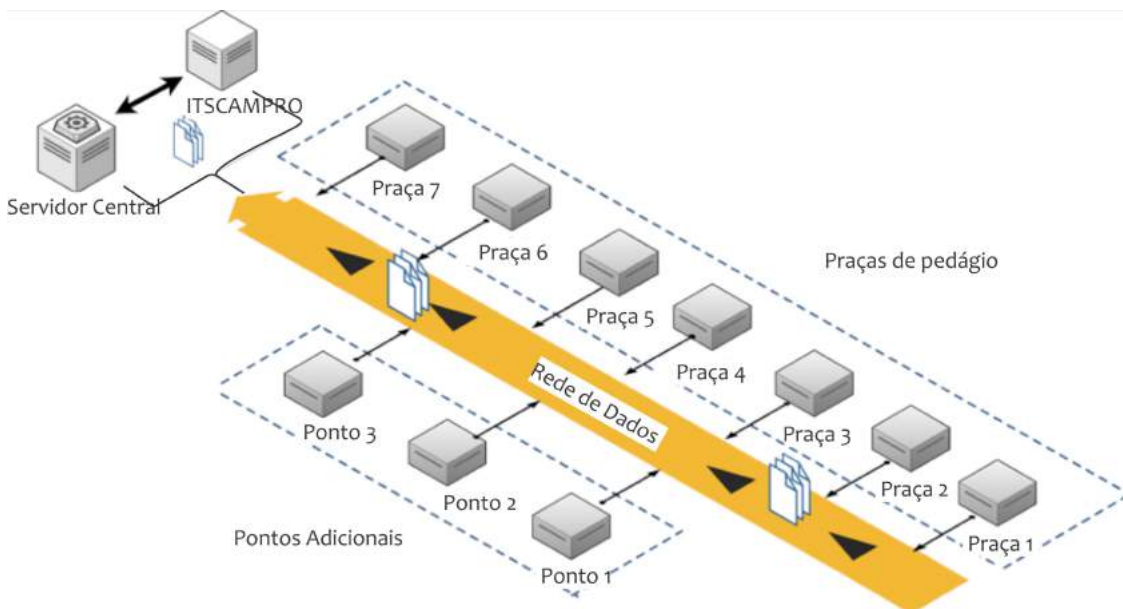 ITSCAMPRO
Servidor Central
Praça 7
Praça 6
Praças de pedágio
Praça 5
Praça 4
Rede de Dados
Praça 3
Ponto 3
Praça 2
Ponto 2
Praça 1
Pontos Adicionais
Ponto 1